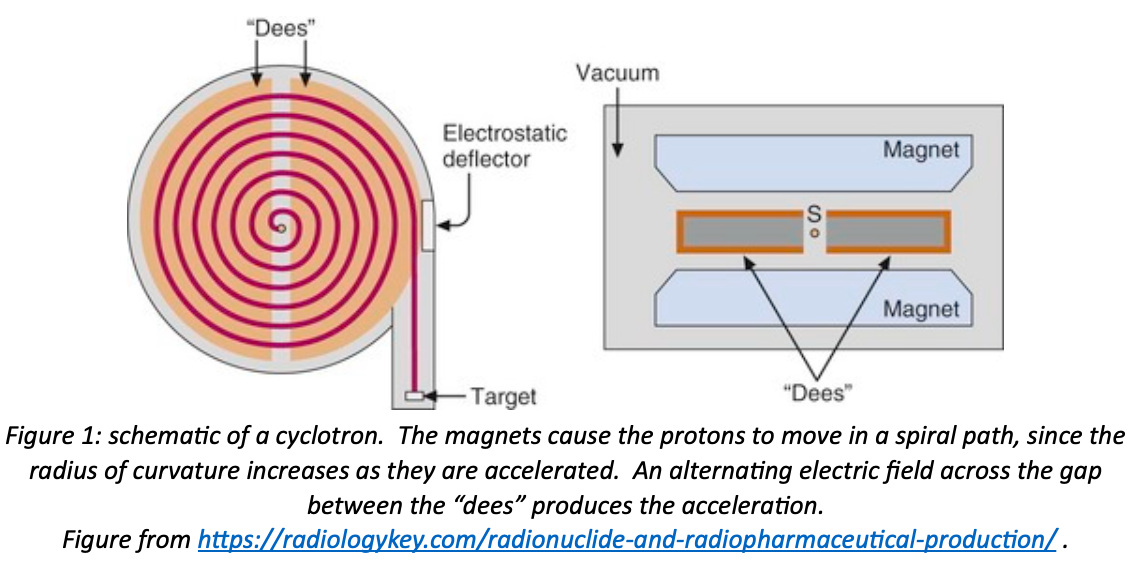 “Dees”
Electrostatic
deflector
Target
Vacuum
Magnet
S
Magnet
“Dees”
Figure 1: schematic of a cyclotron.  The magnets cause the protons to move in a spiral path, since the
radius of curvature increases as they are accelerated.  An alternating electric field across the gap
between the “dees” produces the acceleration.
Figure from https://radiologykey.com/radionuclide-and-radiopharmaceutical-production/ .